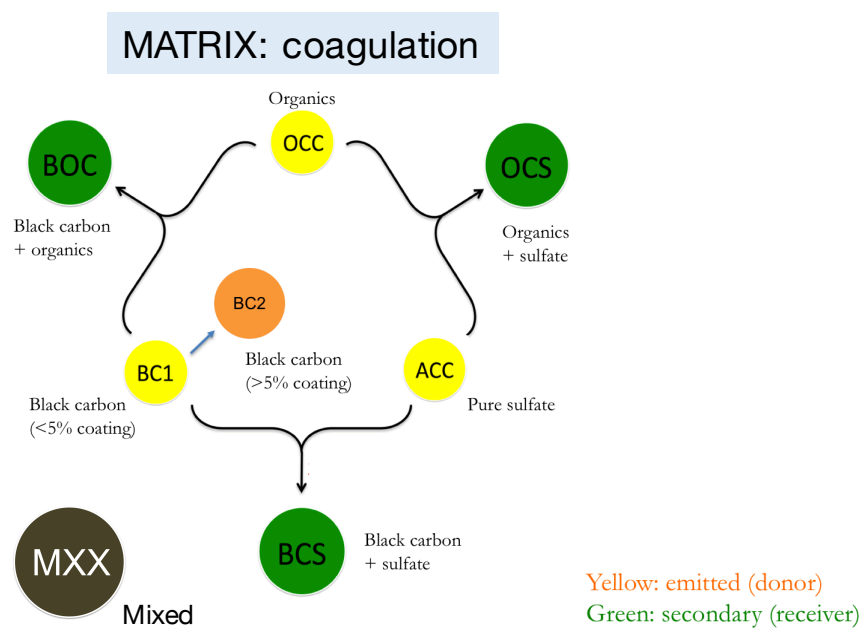 MATRIX: coagulation
Organics
OCC
BOC
OCS
Black carbon
+ organics
Organics
+ sulfate
BC2
BC1
Black carbon
(>5% coating)
ACC
Black carbon
(<5% coating)
Pure sulfate
MXX
Mixed
BCS
Black carbon
+ sulfate
Yellow: emitted (donor)
Green: secondary (receiver)